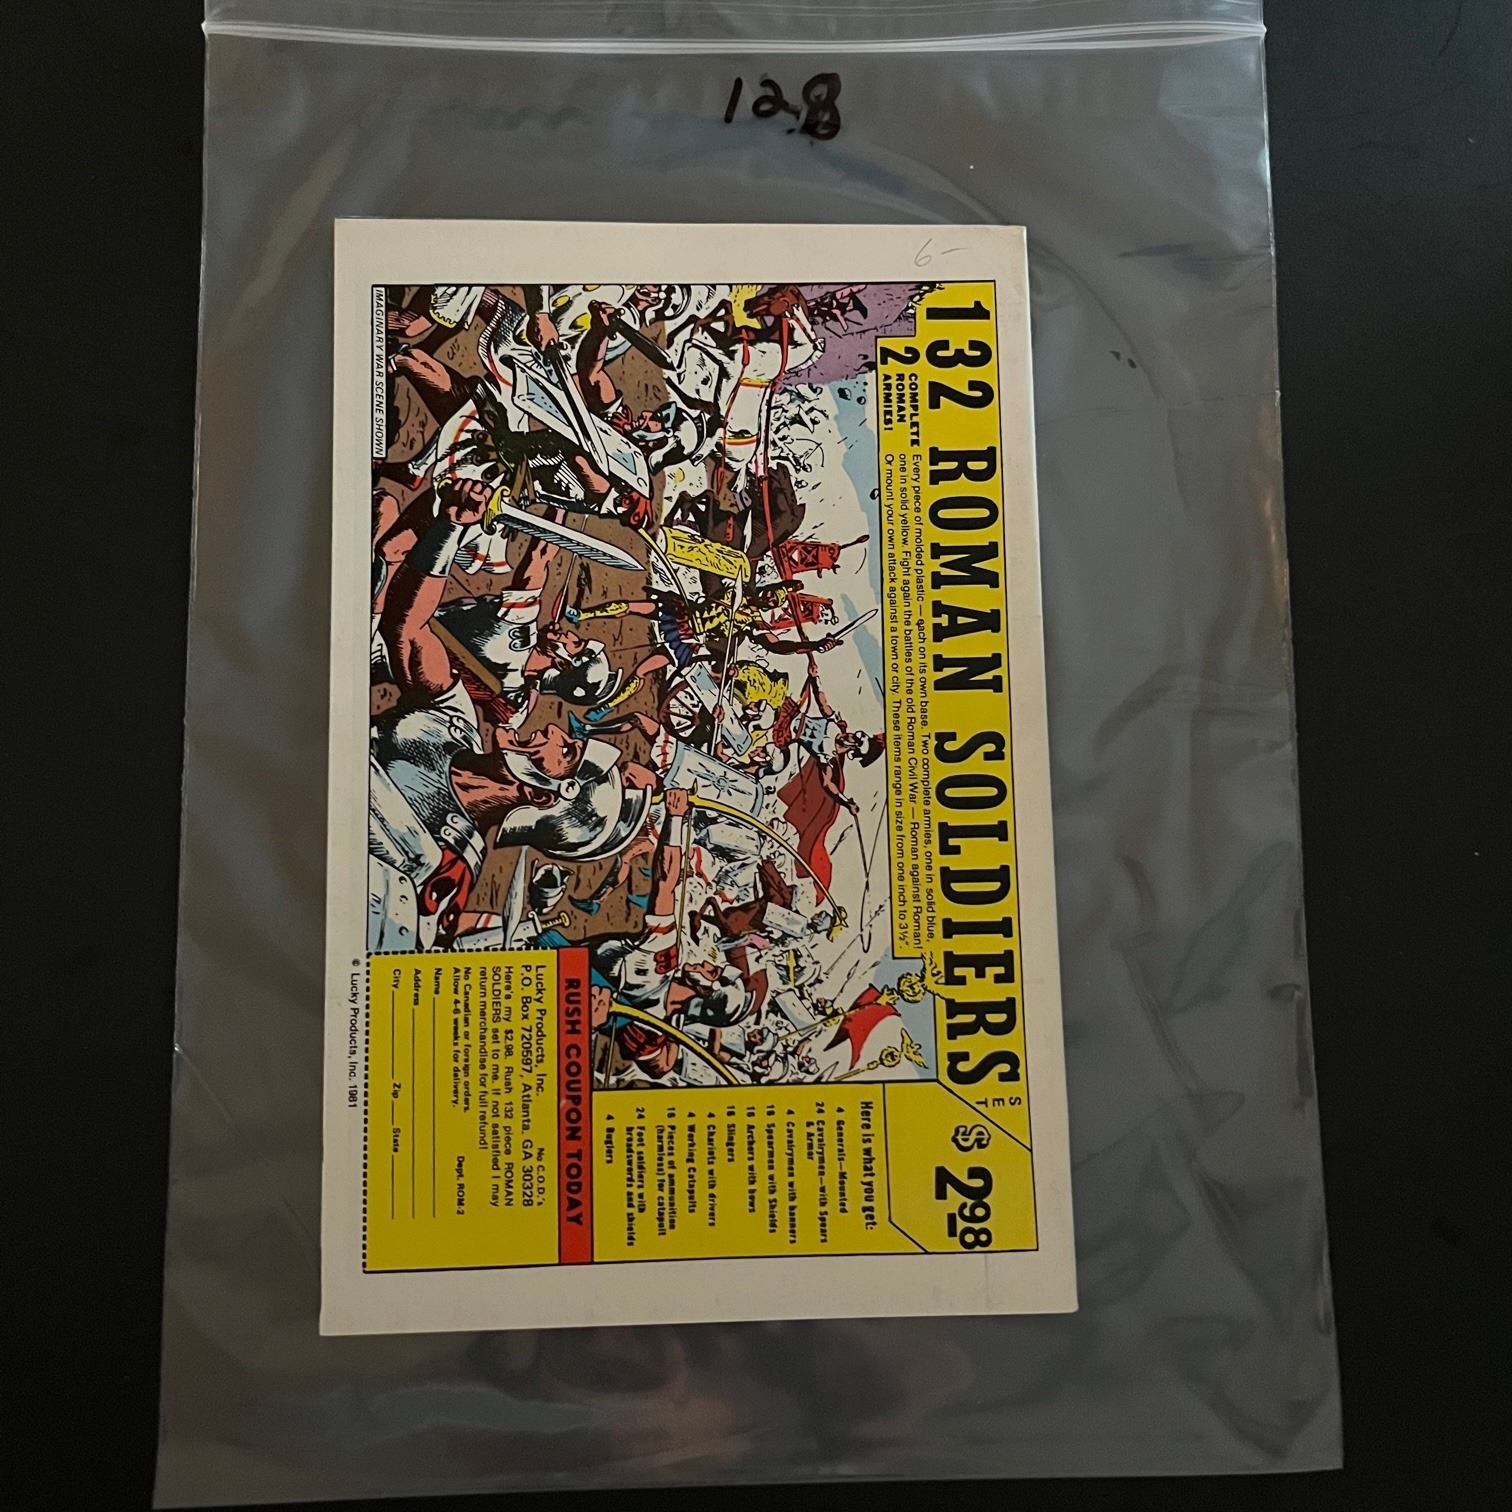 128
6-
132 ROMAN SOLDIERS
SET
$2.98
2 COMPLETE ROMAN ARMIES!
Every piece of molded plastic — each on its own base. Two complete armies, one in solid blue,
one in solid yellow. Fight again the battles of the old Roman Civil War — Roman against Roman!
Or mount your own attack against a town or city. These items range in size from one inch to 3½".
IMAGINARY WAR SCENE SHOWN
Here is what you get:
4 Generals—Mounted
24 Cavalrymen—with Spears
& Armor
4 Cavalrymen with banners
16 Spearmen with Shields
16 Archers with bows
16 Slingers
4 Chariots with drivers
4 Working Catapults
16 Pieces of ammunition
(harmless) for catapult
24 Foot soldiers with
broadswords and shields
4 Buglers
RUSH COUPON TODAY
Lucky Products, Inc. No C.O.D.'s
P.O. Box 720597, Atlanta, GA 30328
Here's my $2.98. Rush 132 piece ROMAN
SOLDIERS set to me. If not satisfied I may
return merchandise for full refund!
No Canadian or foreign orders.
Allow 4-6 weeks for delivery. Dept. ROM-2
Name
Address
City Zip State
© Lucky Products, Inc. 1981